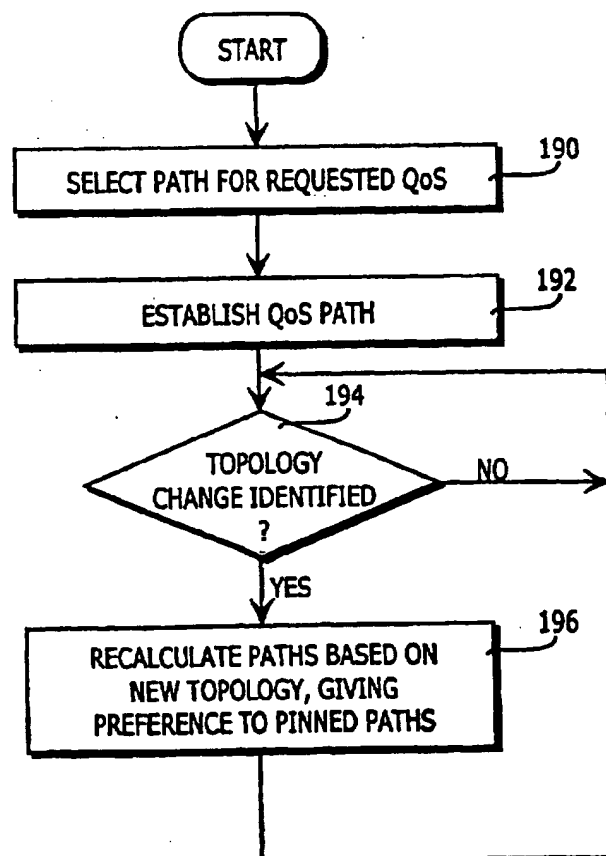 START
190
SELECT PATH FOR REQUESTED QoS
192
ESTABLISH QoS PATH
194
TOPOLOGY
CHANGE IDENTIFIED
?
NO
YES
196
RECALCULATE PATHS BASED ON
NEW TOPOLOGY, GIVING
PREFERENCE TO PINNED PATHS